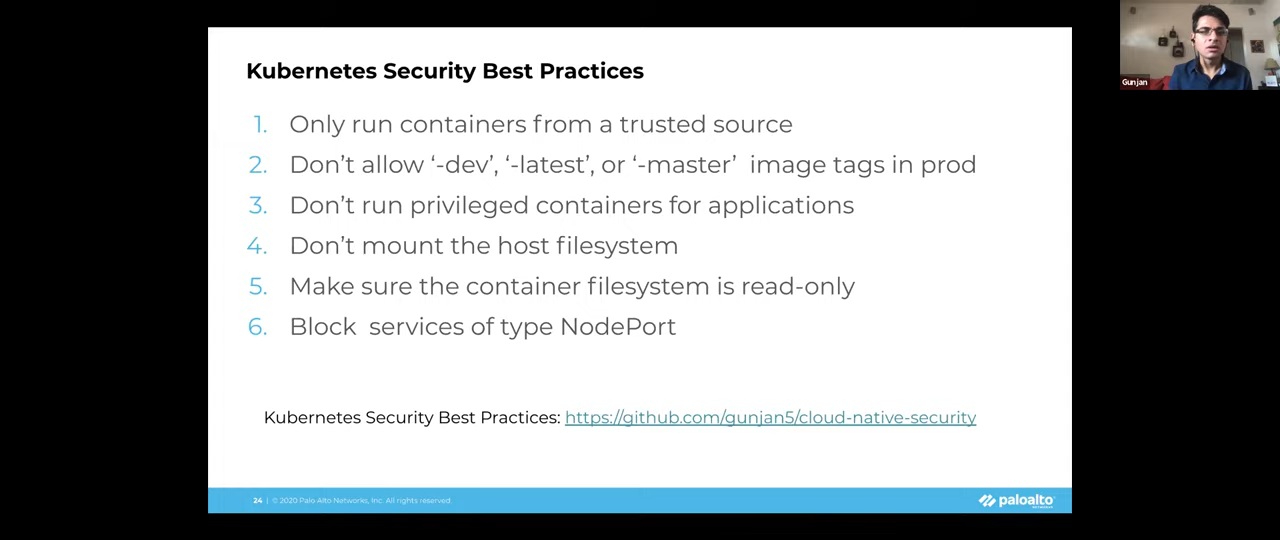 Kubernetes Security Best Practices
1. Only run containers from a trusted source
2. Don't allow '-dev', '-latest', or '-master'  image tags in prod
3. Don't run privileged containers for applications
4. Don't mount the host filesystem
5. Make sure the container filesystem is read-only
6. Block  services of type NodePort
Kubernetes Security Best Practices: https://github.com/gunjan5/cloud-native-security
24 | © 2020 Palo Alto Networks, Inc. All rights reserved.
paloalto
NETWORKS
Gunjan